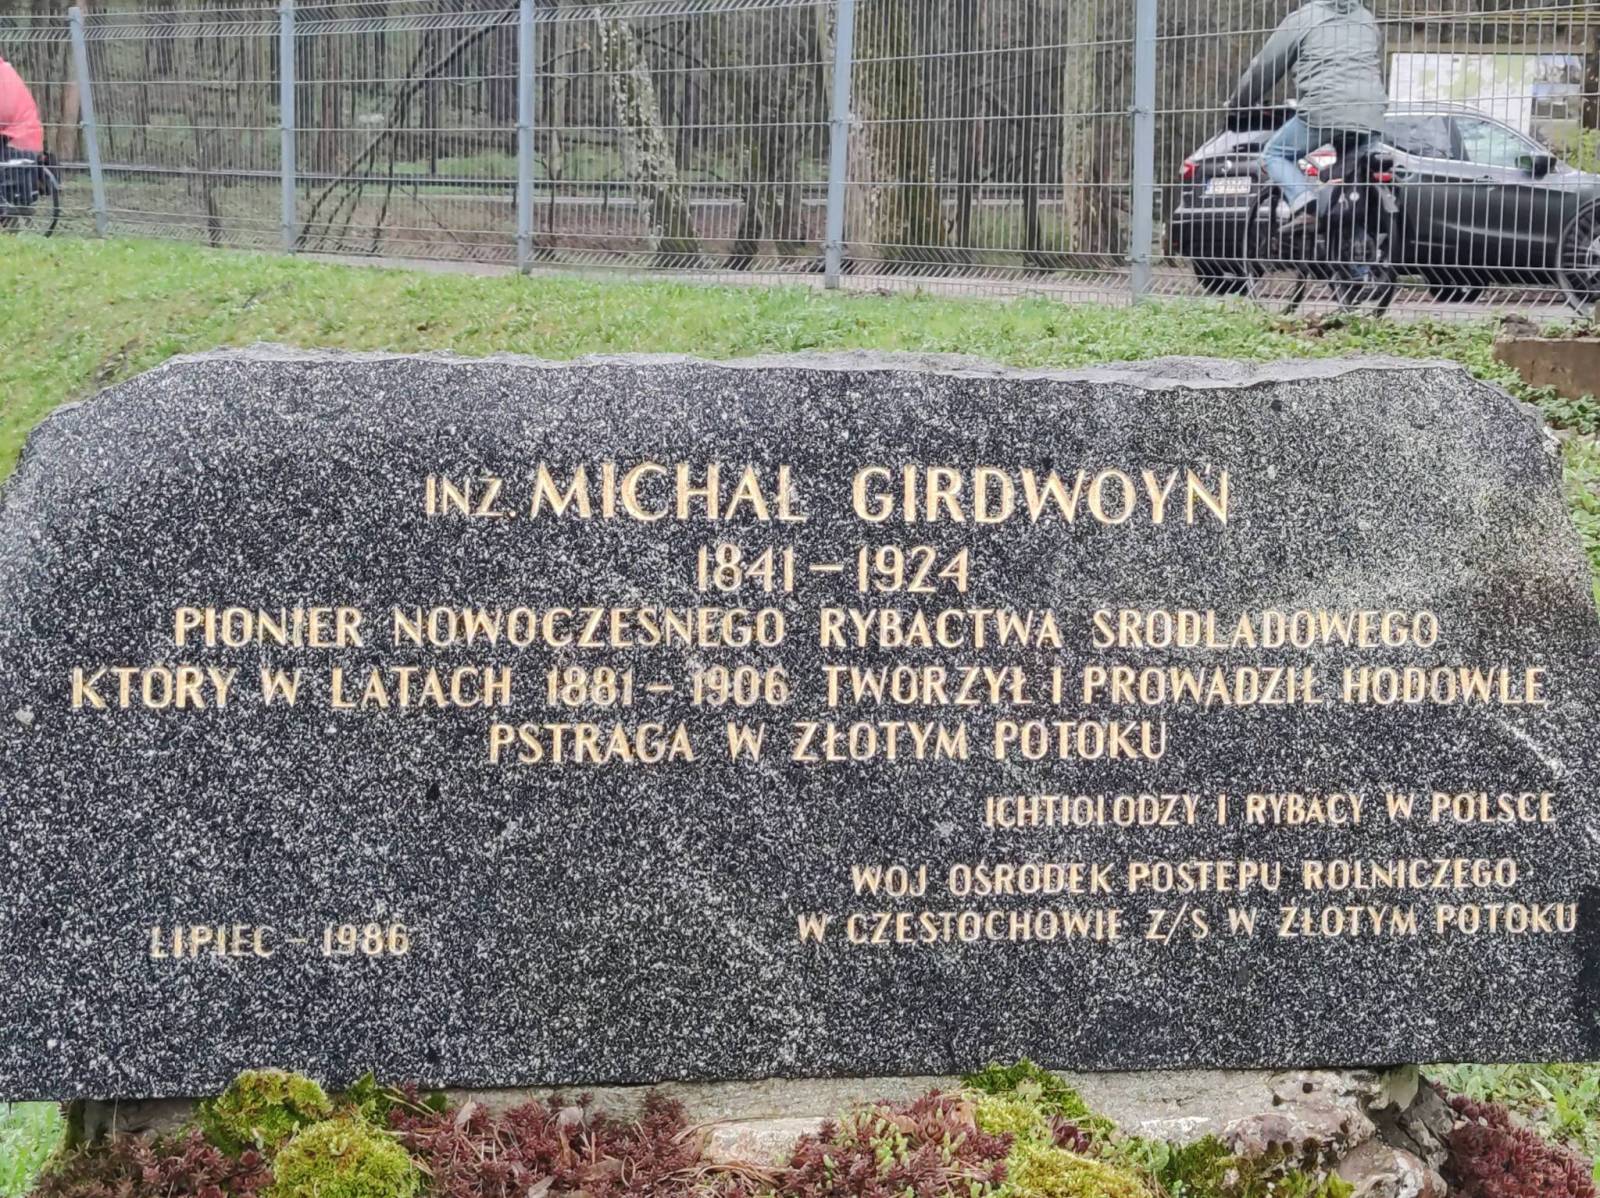 INZ. MICHAŁ GIRDWOYŃ
1841 – 1924
PIONIER NOWOCZESNEGO RYBACTWA SRODLADOWEGO
KTORY W LATACH 1881 – 1906 TWORZYŁ I PROWADZIŁ HODOWLE
PSTRAGA W ZŁOTYM POTOKU
ICHTIOLODZY I RYBACY W POLSCE
WOJ OSRODEK POSTEPU ROLNICZEGO
W CZESTOCHOWIE Z/S W ZŁOTYM POTOKU
LIPIEC – 1986